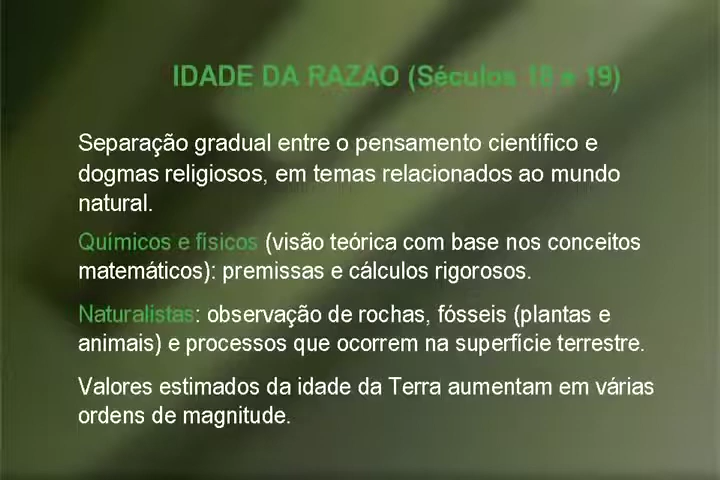 IDADE DA RAZÃO (Séculos 18 e 19)
Separação gradual entre o pensamento científico e
dogmas religiosos, em temas relacionados ao mundo
natural.
Químicos e físicos (visão teórica com base nos conceitos
matemáticos): premissas e cálculos rigorosos.
Naturalistas: observação de rochas, fósseis (plantas e
animais) e processos que ocorrem na superfície terrestre.
Valores estimados da idade da Terra aumentam em várias
ordens de magnitude.